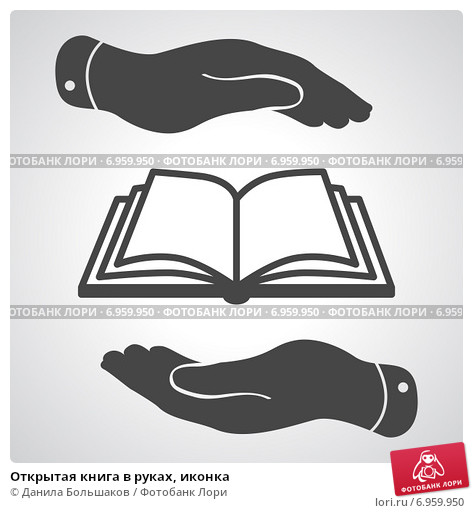 ФОТОБАНК ЛОРИ · 6.959.950 · ФОТОБАНК ЛОРИ · 6.959.950 · ФОТОБАНК ЛОРИ · 6.959
ФОТОБАНК ЛОРИ · 6.959.950 · ФОТОБАНК ЛОРИ · 6.959.950 · ФОТОБАНК ЛОРИ · 6.959
Открытая книга в руках, иконка
© Данила Большаков / Фотобанк Лори
ФОТОБАНК ЛОРИ
lori.ru / 6.959.950